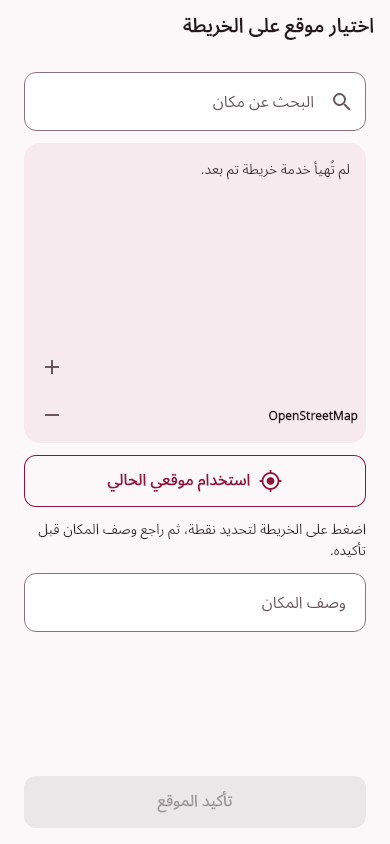 اختيار موقع على الخريطة
البحث عن مكان
لم تُهيأ خدمة خريطة تم بعد.
OpenStreetMap
استخدام موقعي الحالي
اضغط على الخريطة لتحديد نقطة، ثم راجع وصف المكان قبل
تأكيده.
وصف المكان
تأكيد الموقع